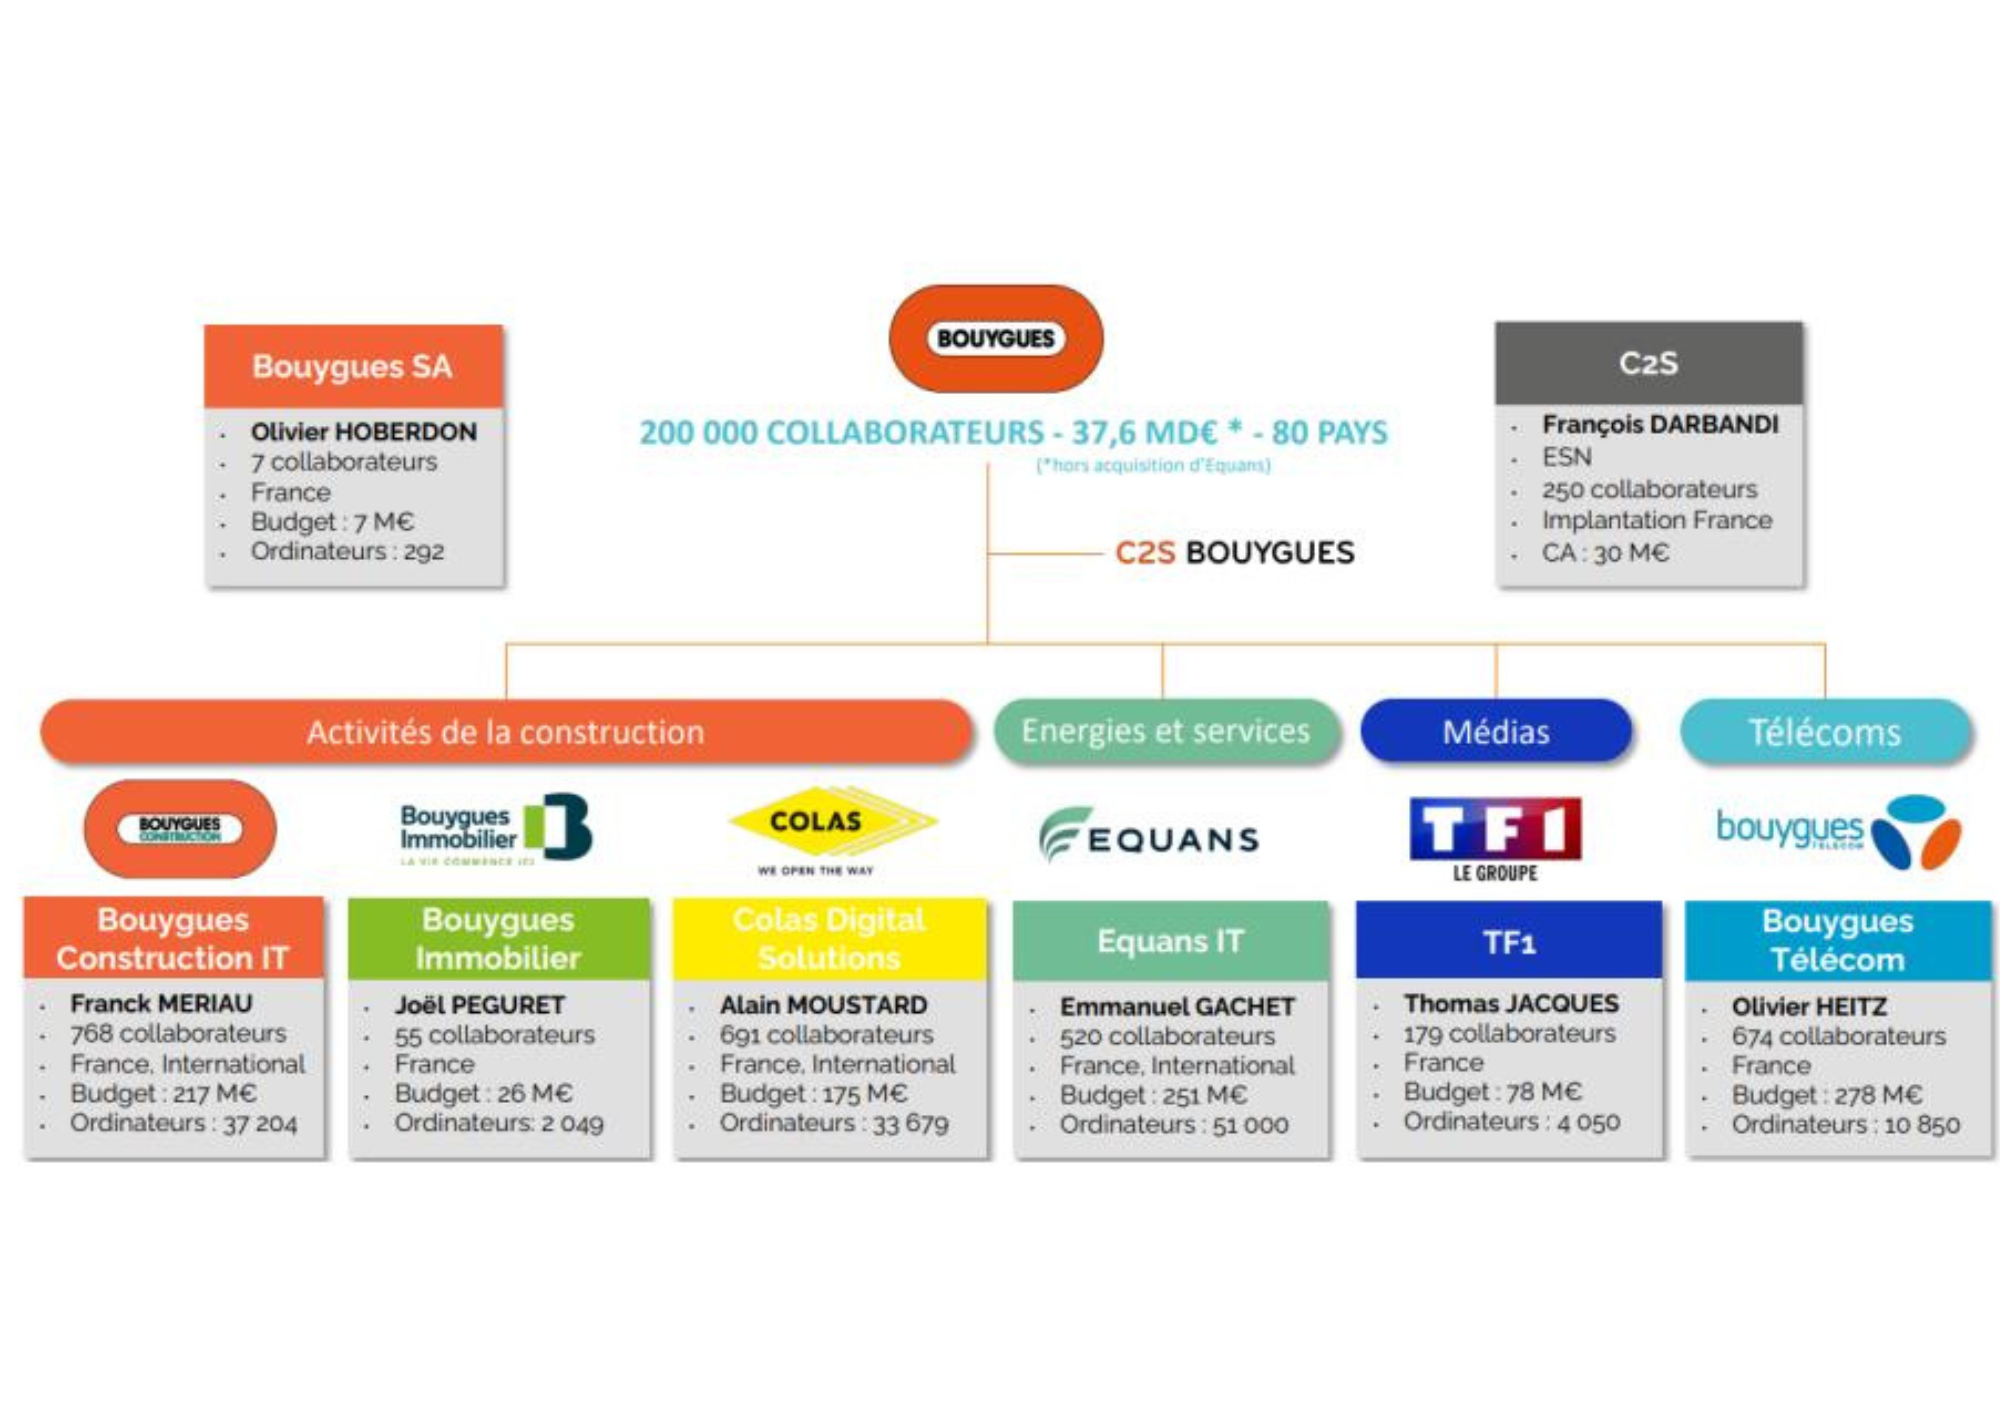 BOUYGUES
200 000 COLLABORATEURS - 37,6 MD€ * - 80 PAYS
(*hors acquisition d'Equans)
Bouygues SA
· Olivier HOBERDON
· 7 collaborateurs
· France
· Budget : 7 M€
· Ordinateurs : 292
C2S BOUYGUES
C2S
· François DARBANDI
· ESN
· 250 collaborateurs
· Implantation France
· CA : 30 M€
Activités de la construction
Energies et services
Médias
Télécoms
BOUYGUES
CONSTRUCTION
Bouygues
Immobilier
LA VIE COMMENCE ICI
COLAS
WE OPEN THE WAY
EQUANS
TF1
LE GROUPE
bouygues
TELECOM
Bouygues
Construction IT
· Franck MERIAU
· 768 collaborateurs
· France, International
· Budget : 217 M€
· Ordinateurs : 37 204
Bouygues
Immobilier
· Joël PEGURET
· 55 collaborateurs
· France
· Budget : 26 M€
· Ordinateurs: 2 049
Colas Digital
Solutions
· Alain MOUSTARD
· 691 collaborateurs
· France, International
· Budget : 175 M€
· Ordinateurs : 33 679
Equans IT
· Emmanuel GACHET
· 520 collaborateurs
· France, International
· Budget : 251 M€
· Ordinateurs : 51 000
TF1
· Thomas JACQUES
· 179 collaborateurs
· France
· Budget : 78 M€
· Ordinateurs : 4 050
Bouygues
Télécom
· Olivier HEITZ
· 674 collaborateurs
· France
· Budget : 278 M€
· Ordinateurs : 10 850